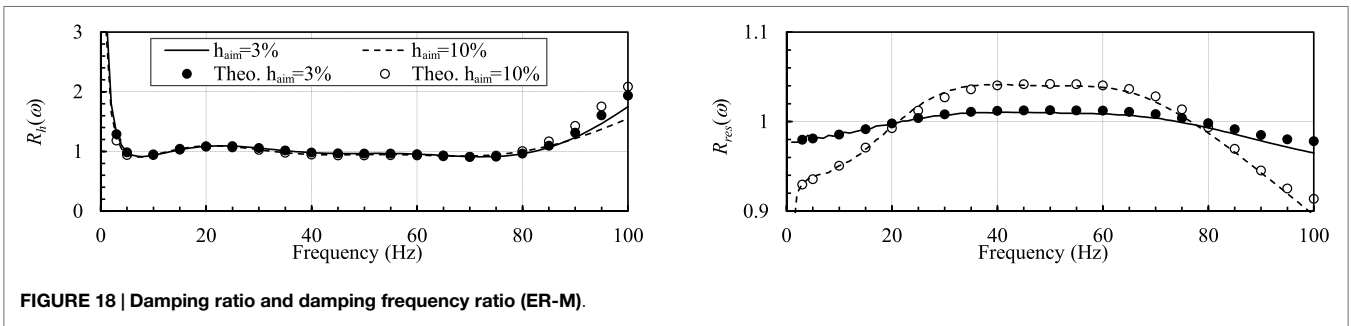 3
2
1
0
R_h(ω)
h_aim=3%
h_aim=10%
Theo. h_aim=3%
Theo. h_aim=10%
0 20 40 60 80 100
Frequency (Hz)
1.1
1
0.9
R_res(ω)
0 20 40 60 80 100
Frequency (Hz)
FIGURE 18 | Damping ratio and damping frequency ratio (ER-M).